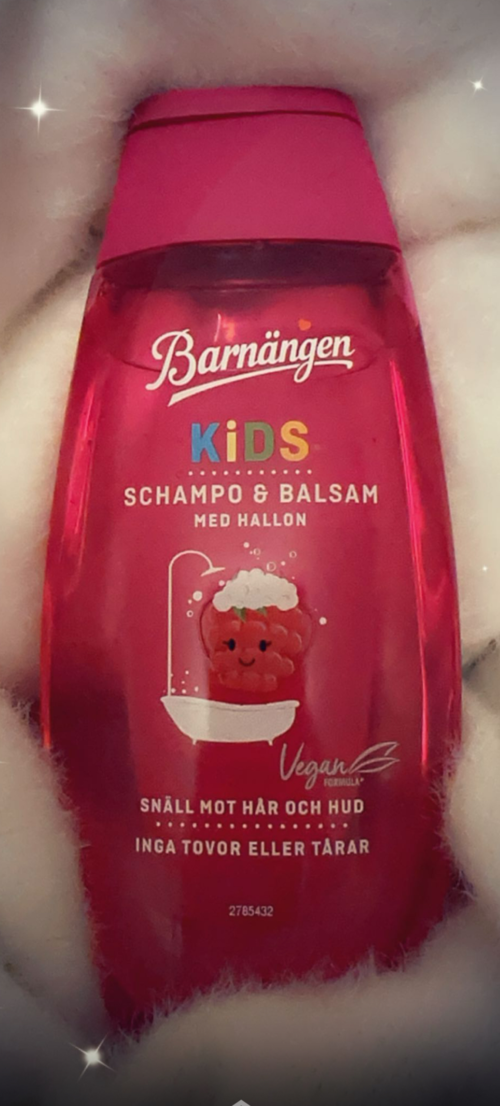 Barnängen
KiDS
SCHAMPO & BALSAM
MED HALLON
Vegan
FORMULA*
SNÄLL MOT HÅR OCH HUD
INGA TOVOR ELLER TÅRAR
2785432